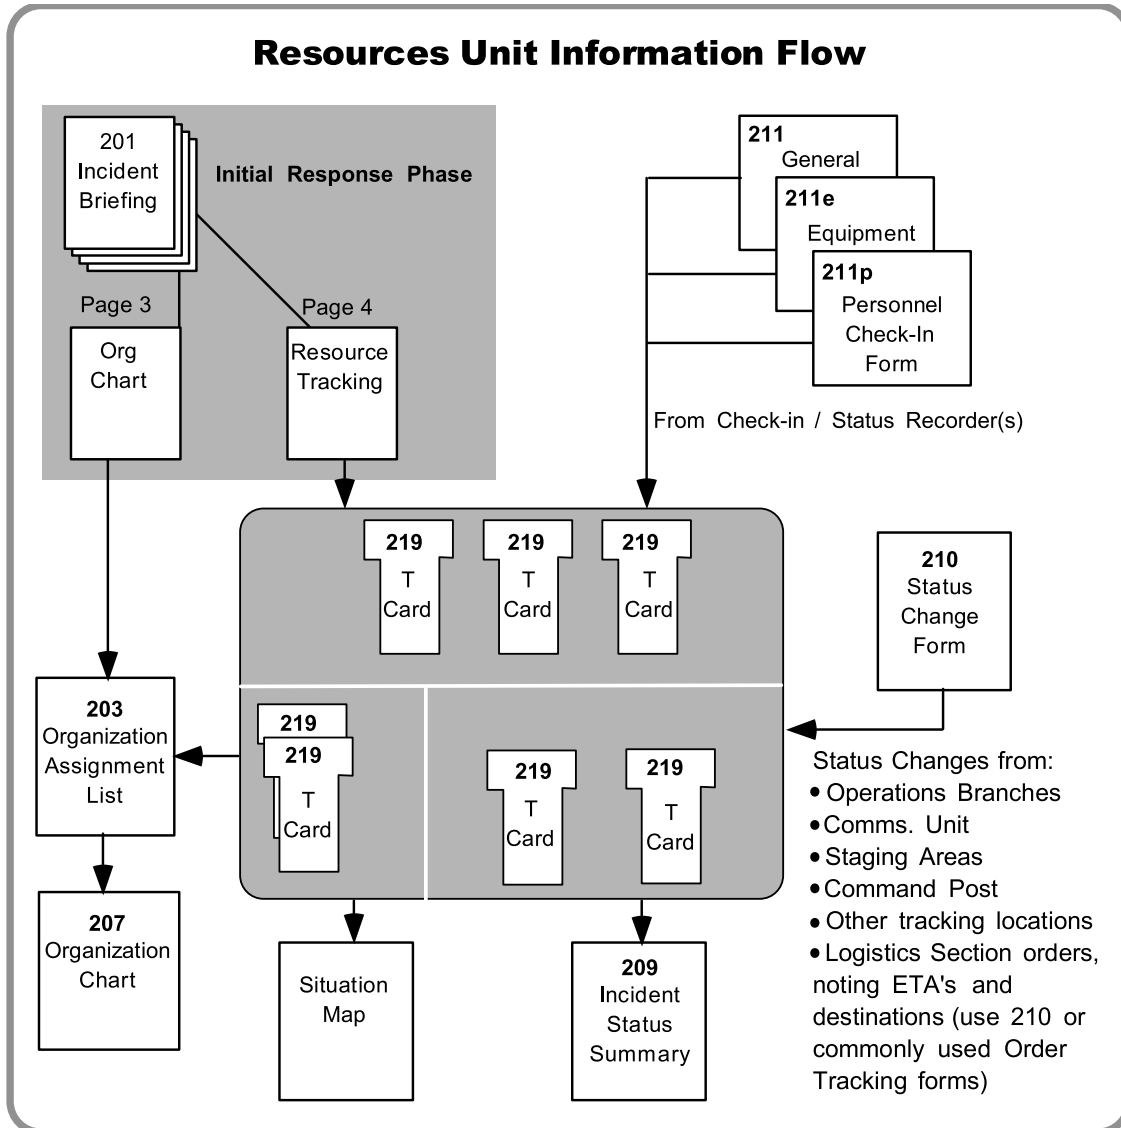 Resources Unit Information Flow
201
Incident
Briefing
Initial Response Phase
Page 3
Page 4
Org
Chart
Resource
Tracking
211
General
211e
Equipment
211p
Personnel
Check-In
Form
From Check-in / Status Recorder(s)
219
T
Card
219
T
Card
219
T
Card
210
Status
Change
Form
203
Organization
Assignment
List
219
219
T
Card
219
T
Card
219
T
Card
Status Changes from:
• Operations Branches
• Comms. Unit
• Staging Areas
• Command Post
• Other tracking locations
• Logistics Section orders,
noting ETA's and
destinations (use 210 or
commonly used Order
Tracking forms)
207
Organization
Chart
Situation
Map
209
Incident
Status
Summary